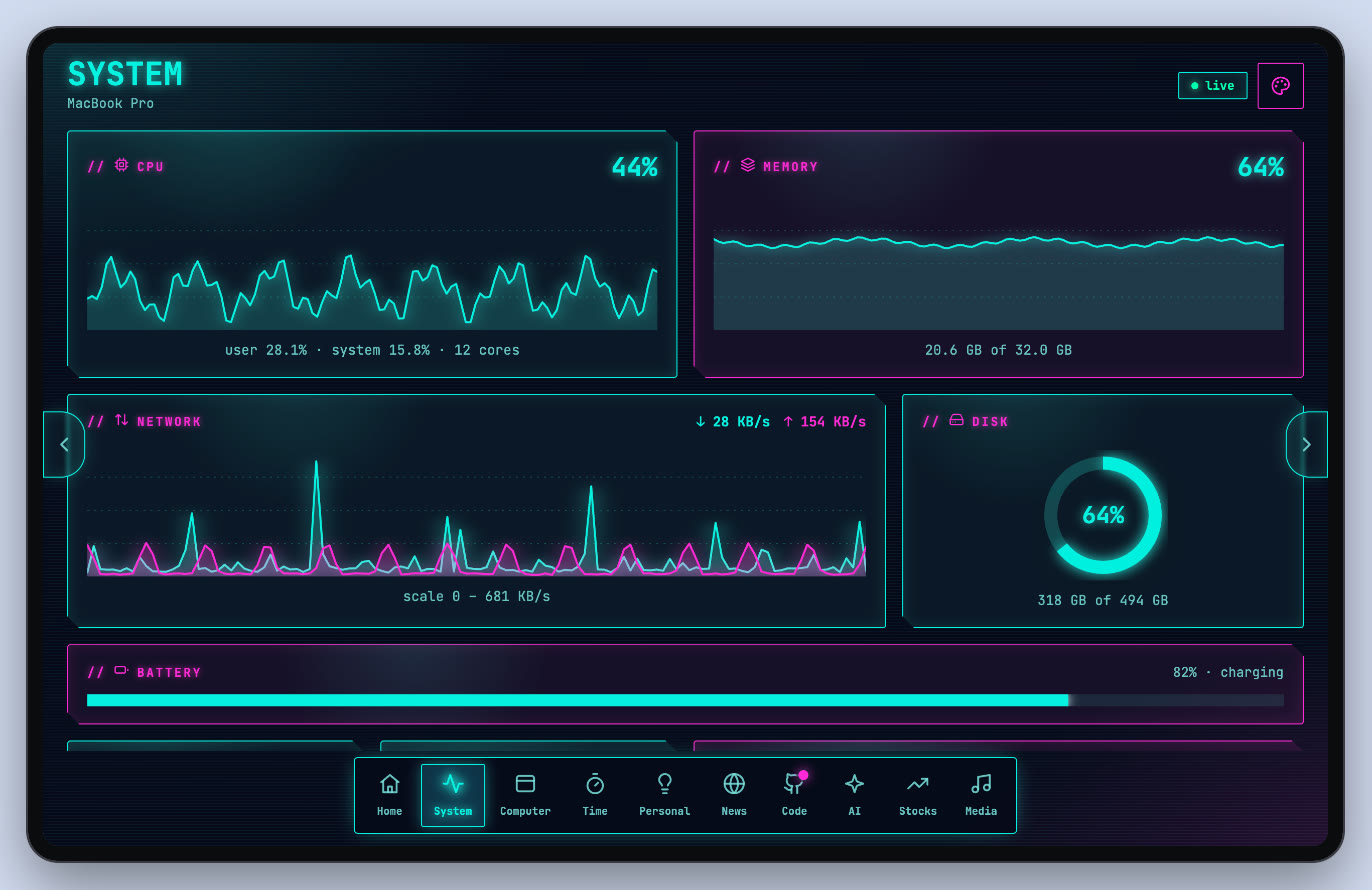 SYSTEM
MacBook Pro
live
// CPU
44%
user 28.1% · system 15.8% · 12 cores
// MEMORY
64%
20.6 GB of 32.0 GB
// NETWORK
↓ 28 KB/s ↑ 154 KB/s
scale 0 – 681 KB/s
// DISK
64%
318 GB of 494 GB
// BATTERY
82% · charging
Home System Computer Time Personal News Code AI Stocks Media